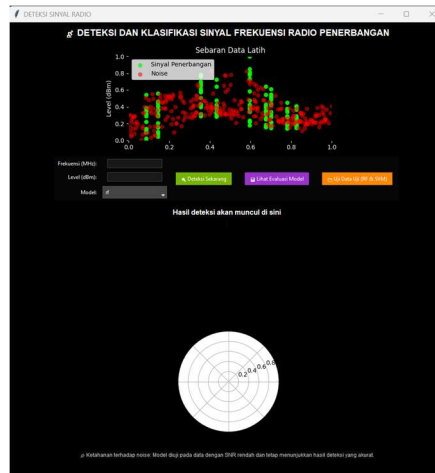 DETEKSI SINYAL RADIO
DETEKSI DAN KLASIFIKASI SINYAL FREKUENSI RADIO PENERBANGAN
Sebaran Data Latih
Sinyal Penerbangan
Noise
Level (dBm)
1.0
0.8
0.6
0.4
0.2
0.0
0.0 0.2 0.4 0.6 0.8 1.0
Frekuensi (MHz):
Level (dBm):
Model: rf
Deteksi Sekarang
Lihat Evaluasi Model
Uji Data Uji (RF & SVM)
Hasil deteksi akan muncul di sini
0.2 0.4 0.6 0.8
Ketahanan terhadap noise: Model diuji pada data dengan SNR rendah dan tetap menunjukkan hasil deteksi yang akurat.